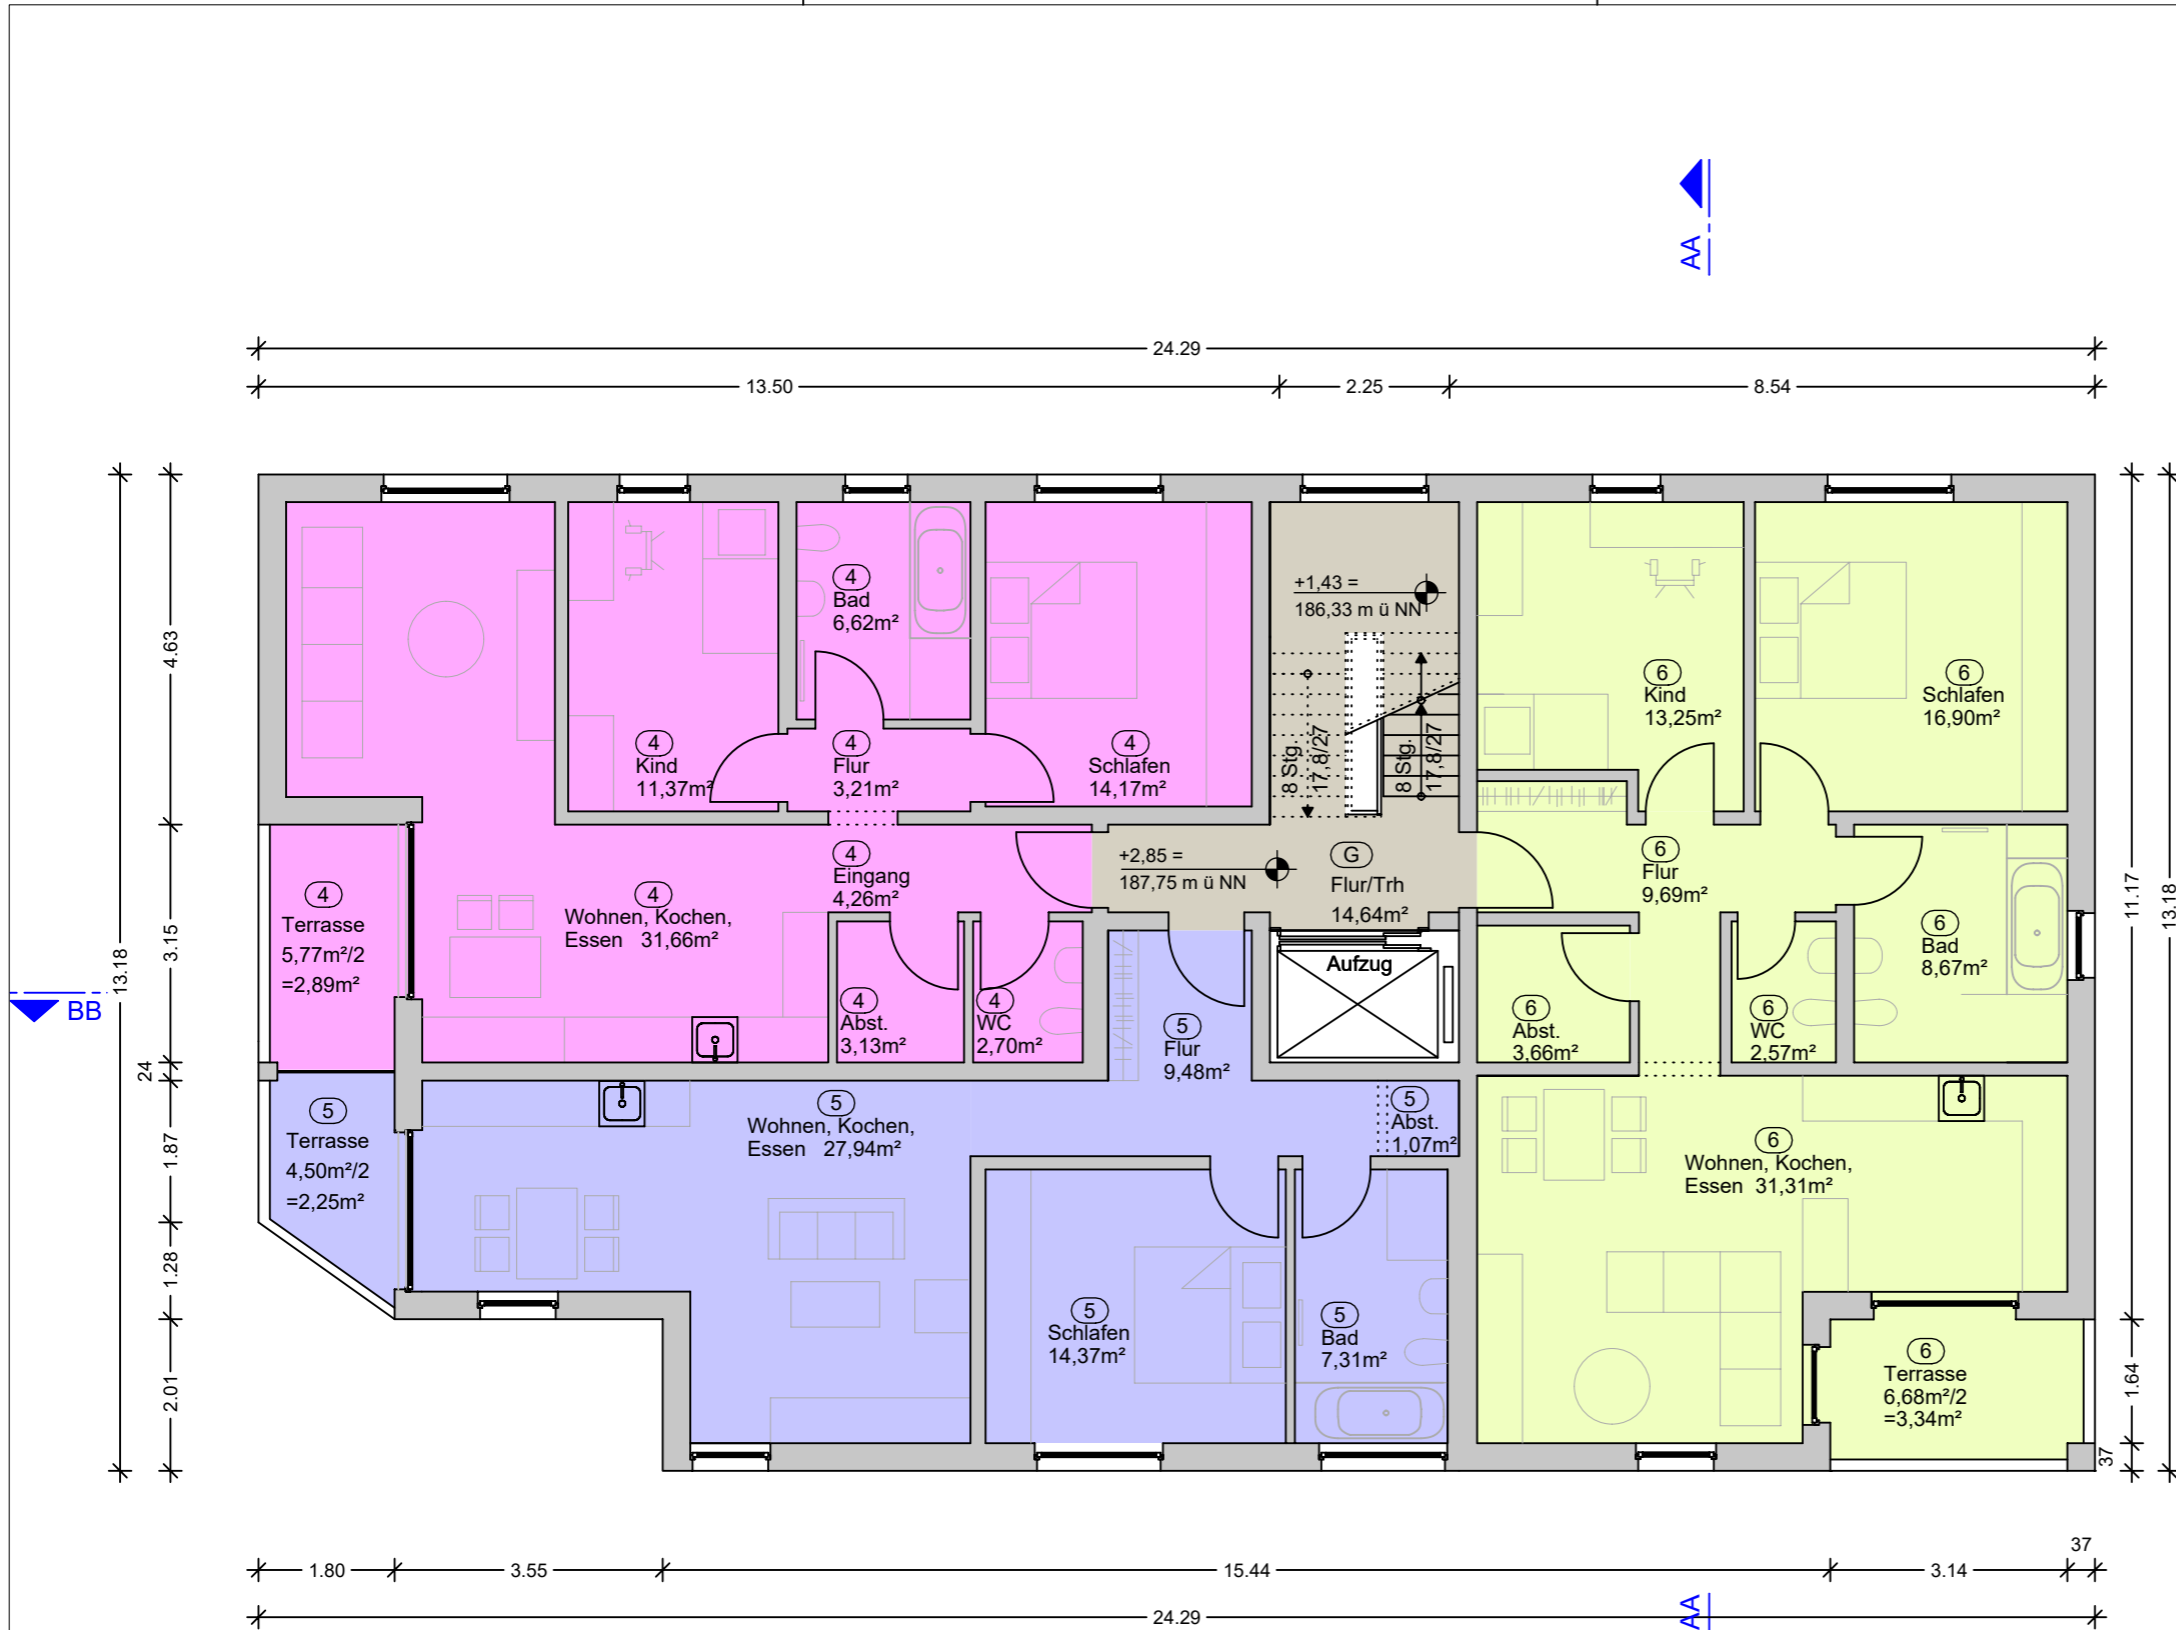 AA
24.29
13.50
2.25
8.54
4.63
3.15
24
1.87
1.28
2.01
13.18
BB
11.17
13.18
1.64
37
4
Bad
6,62m²
4
Kind
11,37m²
4
Flur
3,21m²
4
Schlafen
14,17m²
+1,43 =
186,33 m ü NN
8 Stg.
17,8/27
8 Stg.
17,8/27
6
Kind
13,25m²
6
Schlafen
16,90m²
4
Terrasse
5,77m²/2
=2,89m²
4
Wohnen, Kochen,
Essen 31,66m²
4
Eingang
4,26m²
+2,85 =
187,75 m ü NN
G
Flur/Trh
14,64m²
6
Flur
9,69m²
6
Bad
8,67m²
Aufzug
4
Abst.
3,13m²
4
WC
2,70m²
5
Flur
9,48m²
6
Abst.
3,66m²
6
WC
2,57m²
5
Terrasse
4,50m²/2
=2,25m²
5
Wohnen, Kochen,
Essen 27,94m²
5
Abst.
1,07m²
6
Wohnen, Kochen,
Essen 31,31m²
5
Schlafen
14,37m²
5
Bad
7,31m²
6
Terrasse
6,68m²/2
=3,34m²
1.80
3.55
15.44
3.14
37
24.29
AA